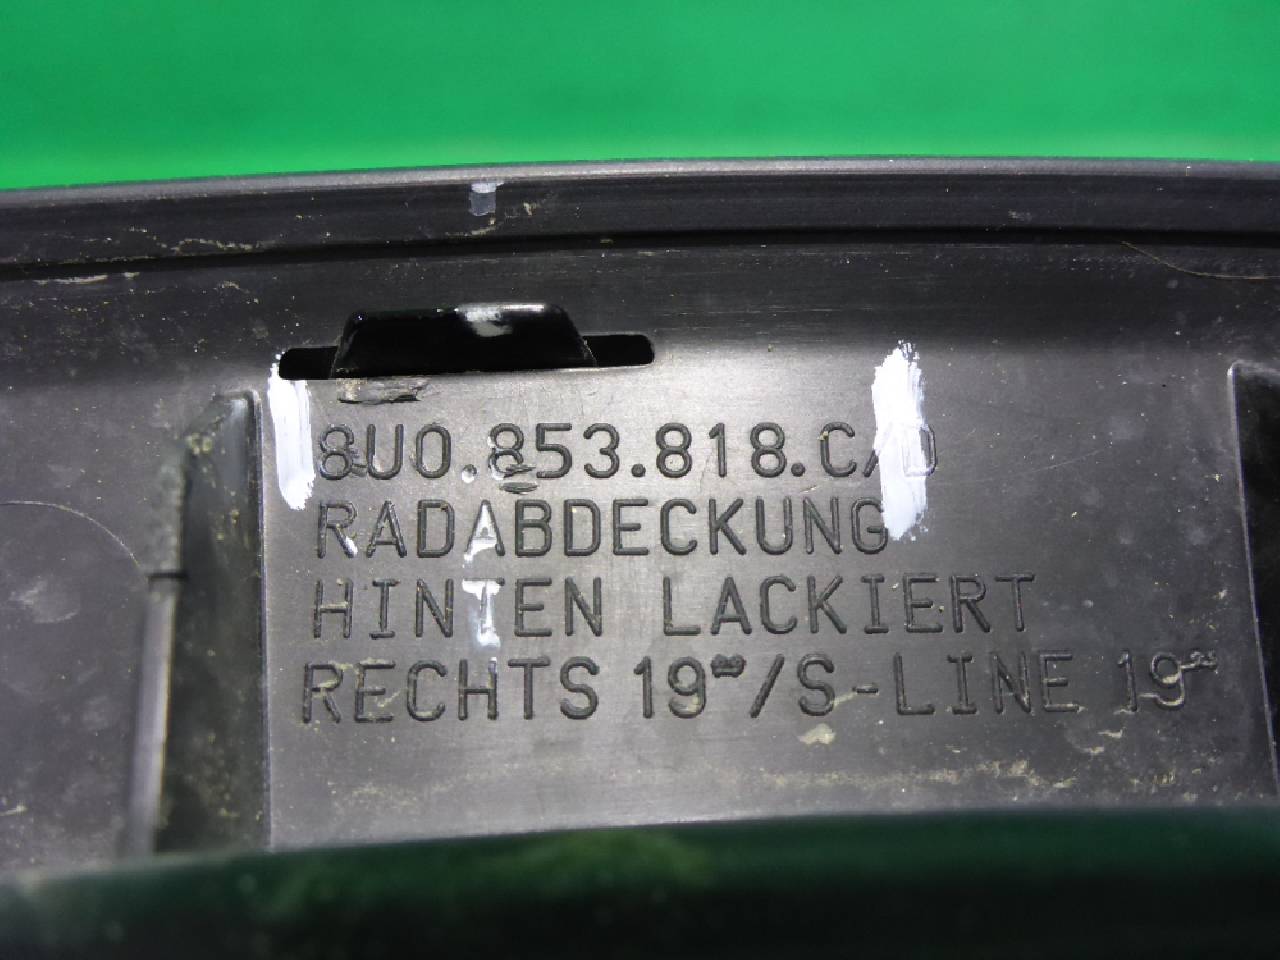 8U0.853.818.C/D
RADABDECKUNG
HINTEN LACKIERT
RECHTS 19"/S-LINE 19"